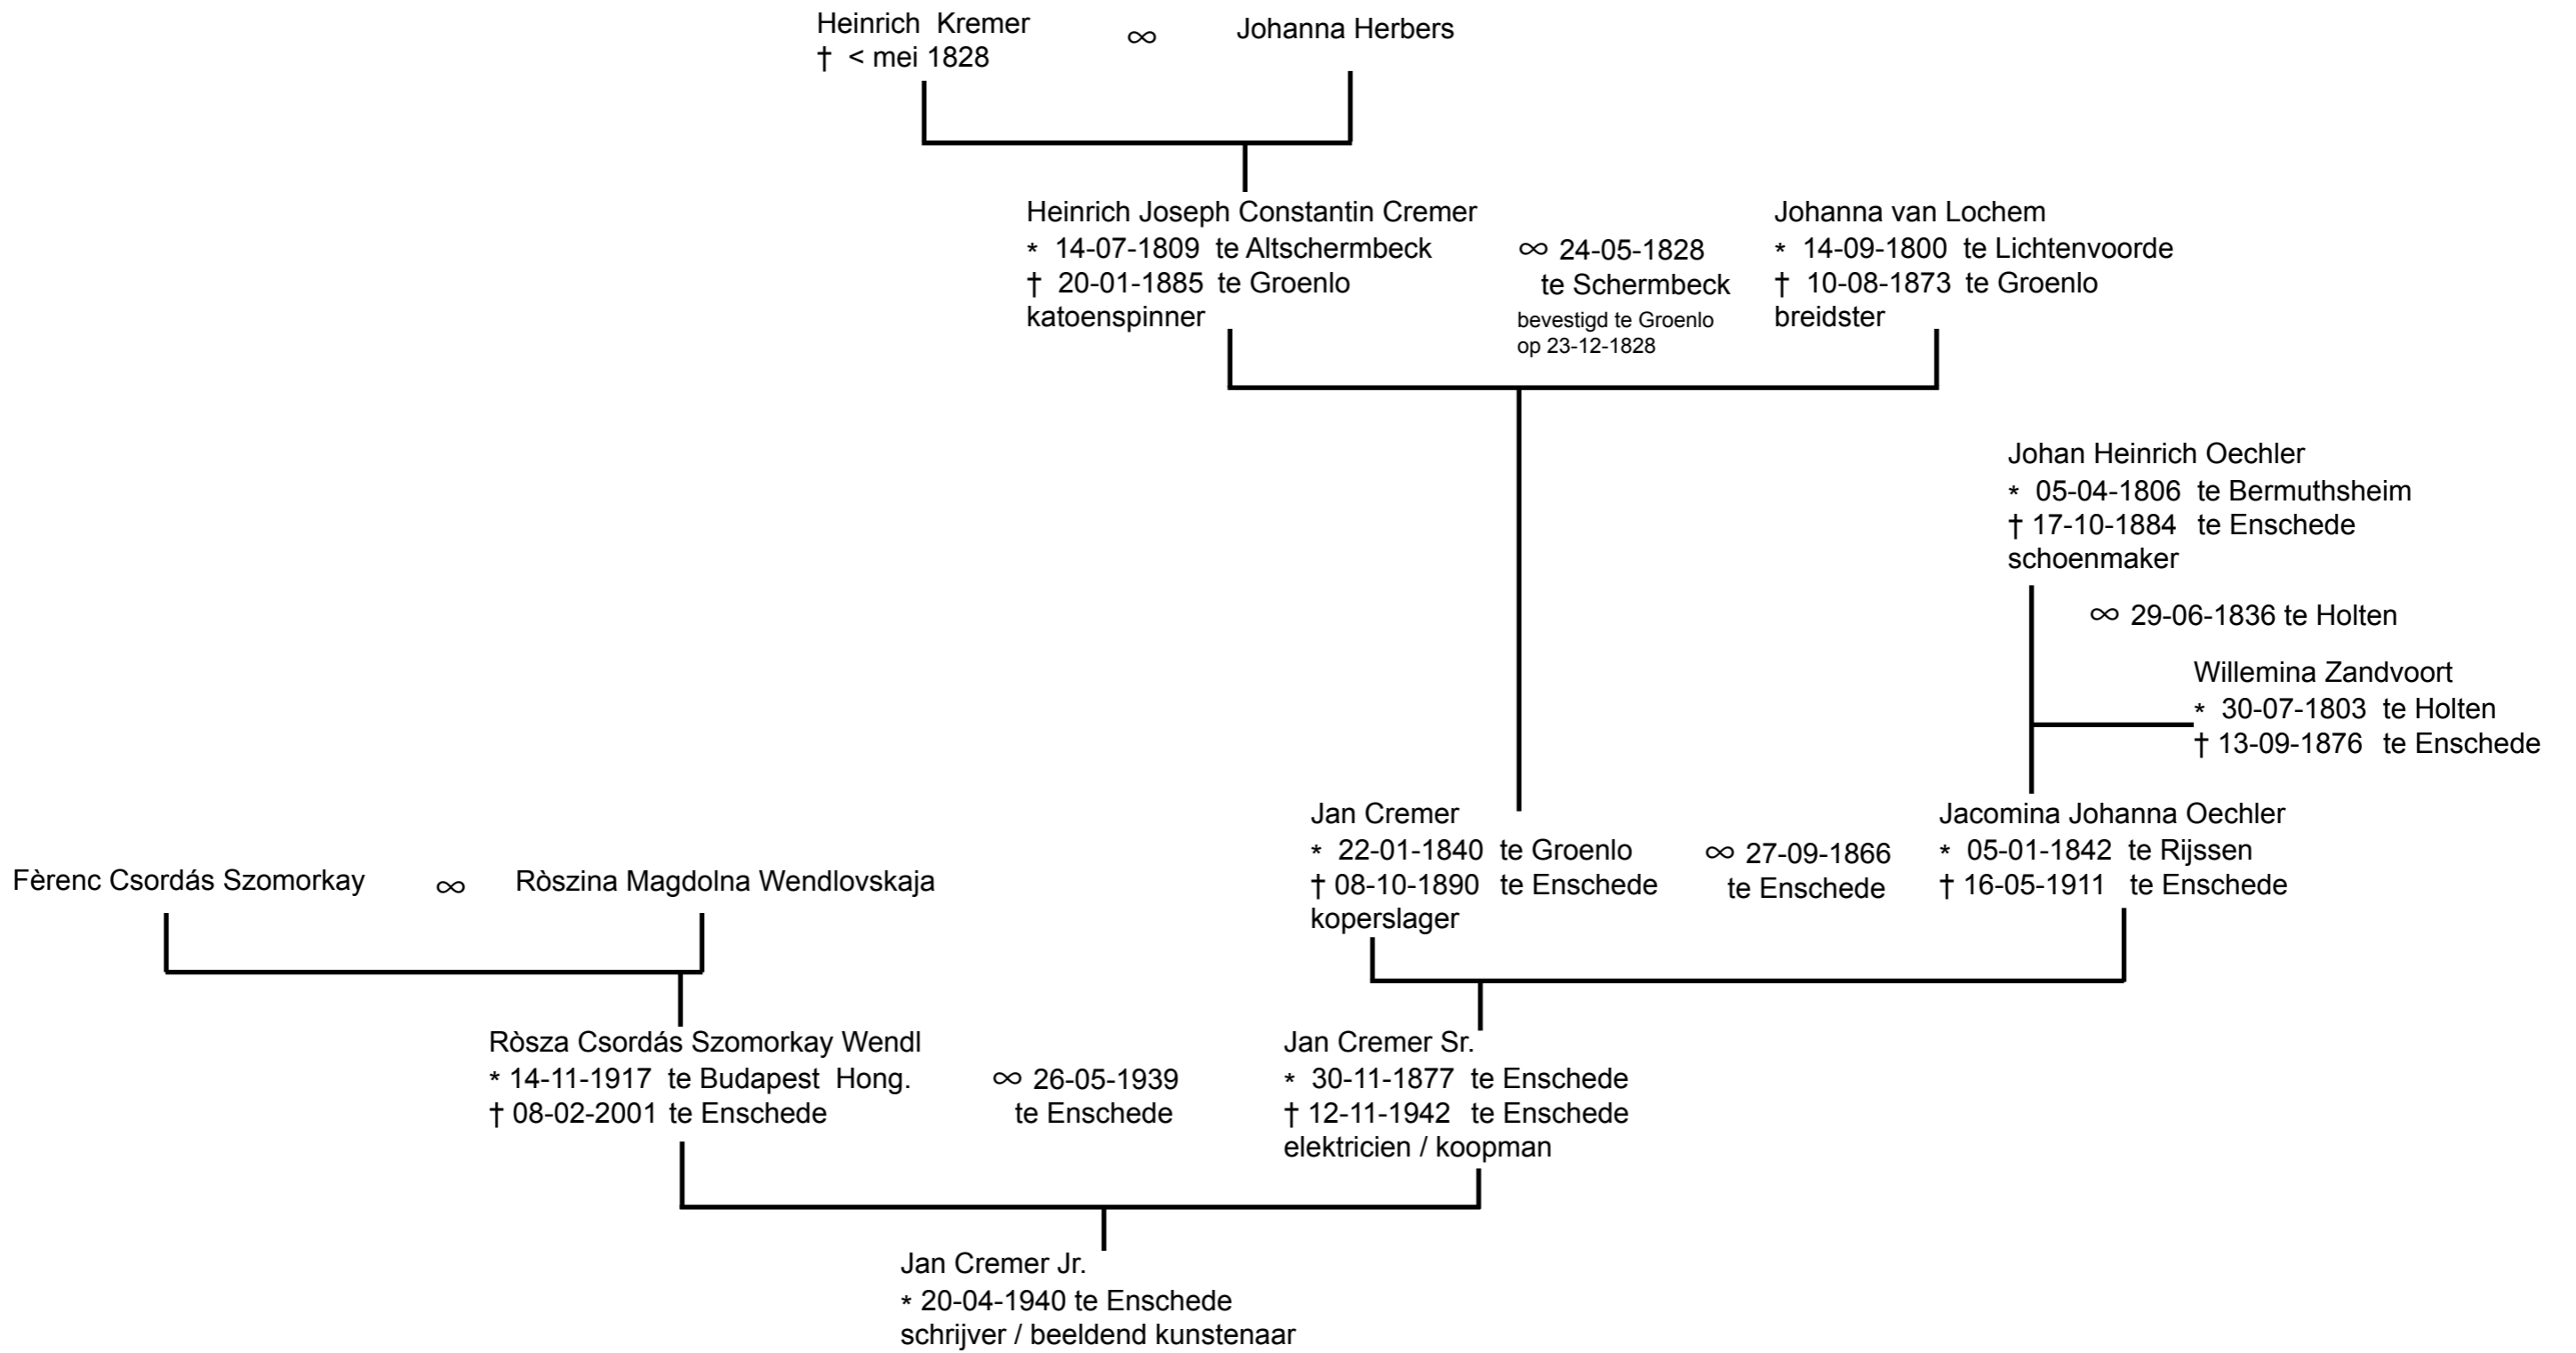 Heinrich Kremer
† < mei 1828
∞
Johanna Herbers
Heinrich Joseph Constantin Cremer
* 14-07-1809 te Altschermbeck
† 20-01-1885 te Groenlo
katoenspinner
∞ 24-05-1828
te Schermbeck
bevestigd te Groenlo
op 23-12-1828
Johanna van Lochem
* 14-09-1800 te Lichtenvoorde
† 10-08-1873 te Groenlo
breidster
Johan Heinrich Oechler
* 05-04-1806 te Bermuthsheim
† 17-10-1884 te Enschede
schoenmaker
∞ 29-06-1836 te Holten
Willemina Zandvoort
* 30-07-1803 te Holten
† 13-09-1876 te Enschede
Jan Cremer
* 22-01-1840 te Groenlo
† 08-10-1890 te Enschede
koperslager
∞ 27-09-1866
te Enschede
Jacomina Johanna Oechler
* 05-01-1842 te Rijssen
† 16-05-1911 te Enschede
Fèrenc Csordás Szomorkay
∞
Ròszina Magdolna Wendlovskaja
Ròsza Csordás Szomorkay Wendl
* 14-11-1917 te Budapest Hong.
† 08-02-2001 te Enschede
∞ 26-05-1939
te Enschede
Jan Cremer Sr.
* 30-11-1877 te Enschede
† 12-11-1942 te Enschede
elektricien / koopman
Jan Cremer Jr.
* 20-04-1940 te Enschede
schrijver / beeldend kunstenaar